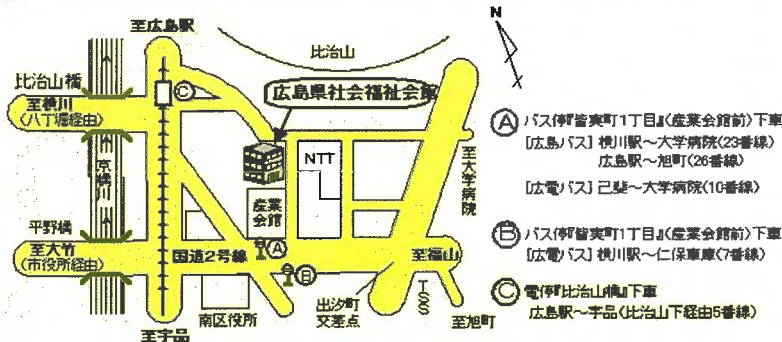 至広島駅
比治山
N
比治山橋
Ⓒ
広島県社会福祉会館
至横川
(八丁堀経由)
NTT
至大学病院
京橋川
産業
会館
平野橋
至大竹
(市役所経由)
国道2号線
Ⓐ
Ⓑ
至福山
出汐町
交差点
TSS
南区役所
至旭町
至宇品
Ⓐ バス停『皆実町1丁目』(産業会館前)下車
[広島バス] 横川駅~大学病院(23番線)
広島駅~旭町(26番線)
[広電バス] 己斐~大学病院(10番線)
Ⓑ バス停『皆実町1丁目』(産業会館前)下車
[広電バス] 横川駅~仁保車庫(7番線)
Ⓒ 電停『比治山橋』下車
広島駅~宇品(比治山下経由5番線)